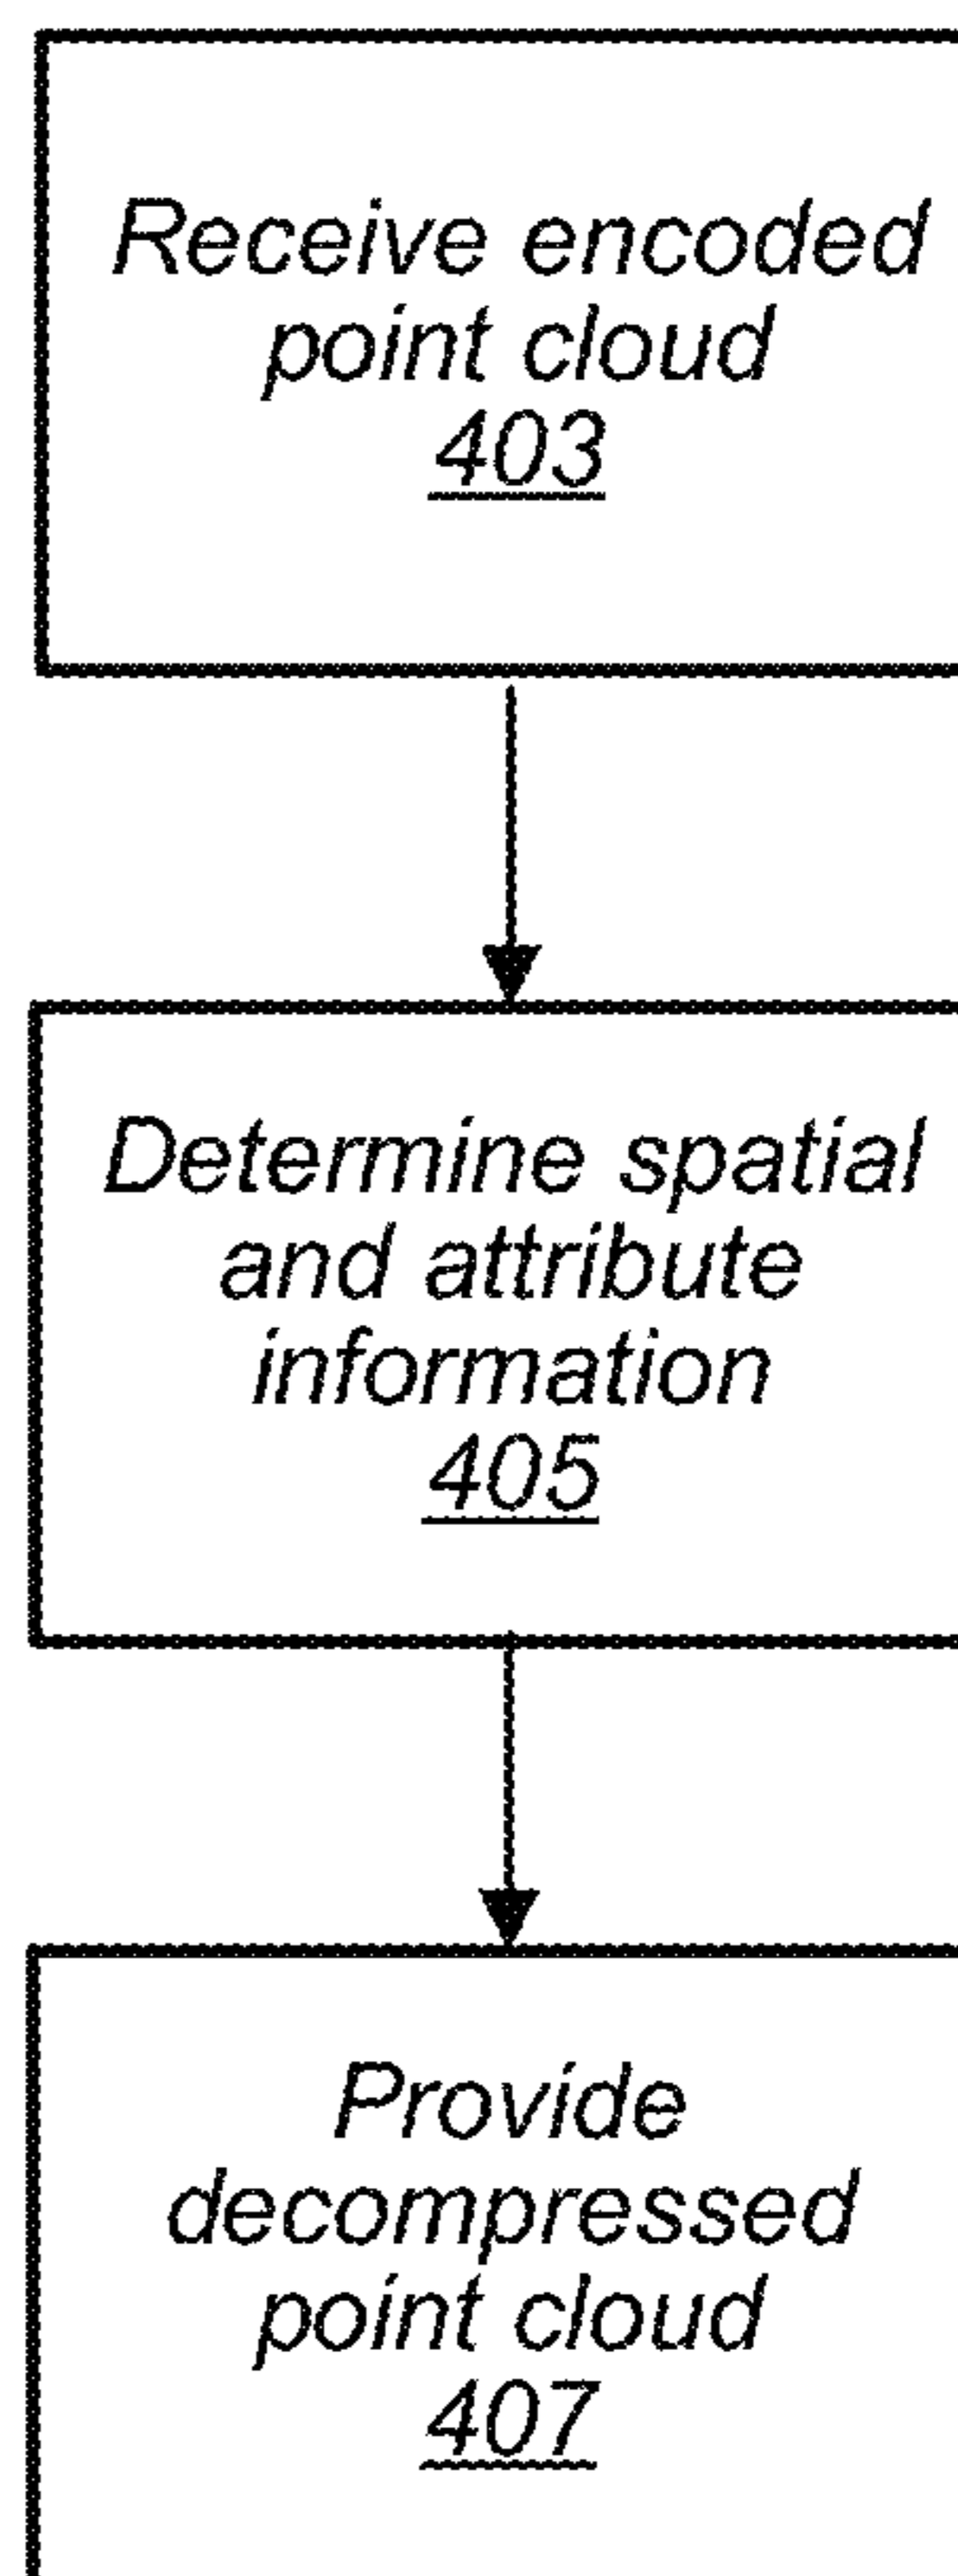 Receive encoded
point cloud
403
Determine spatial
and attribute
information
405
Provide
decompressed
point cloud
407